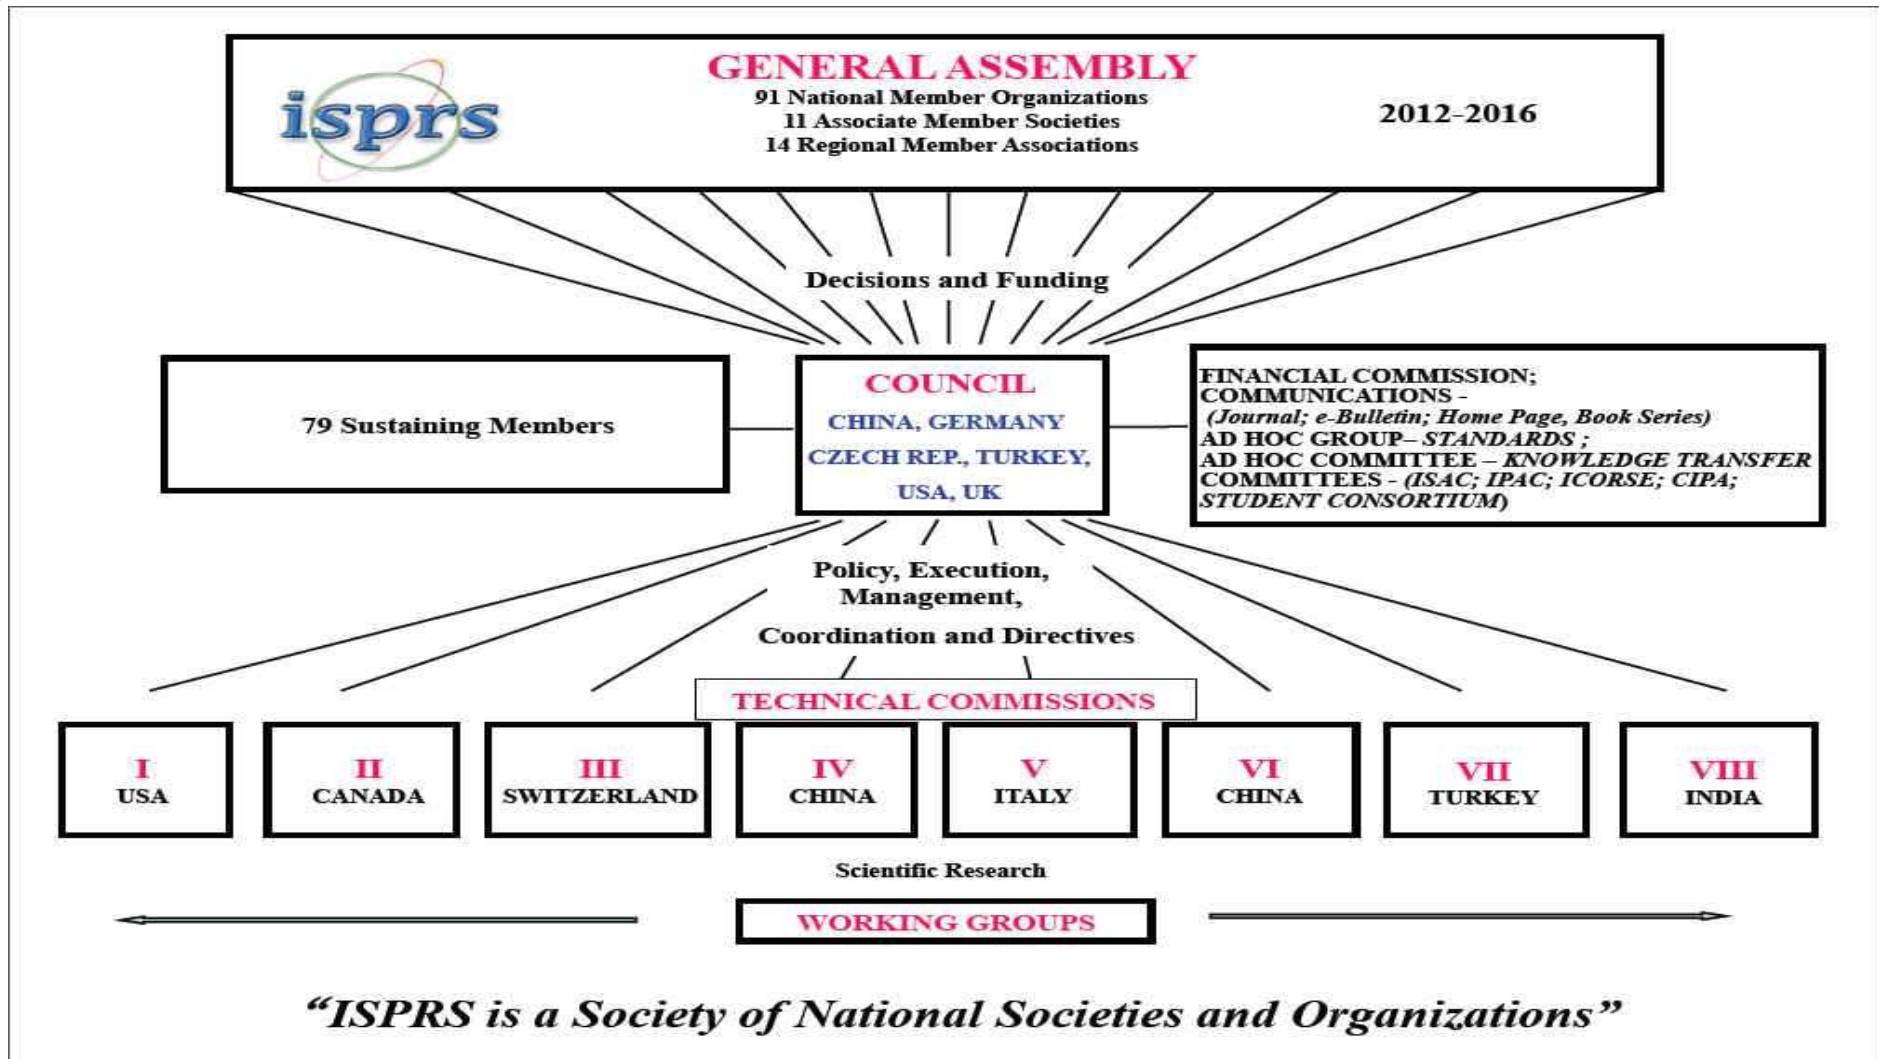 isprs
GENERAL ASSEMBLY
91 National Member Organizations
11 Associate Member Societies
14 Regional Member Associations
2012-2016
Decisions and Funding
79 Sustaining Members
COUNCIL
CHINA, GERMANY
CZECH REP., TURKEY,
USA, UK
FINANCIAL COMMISSION;
COMMUNICATIONS -
(Journal; e-Bulletin; Home Page, Book Series)
AD HOC GROUP– STANDARDS ;
AD HOC COMMITTEE – KNOWLEDGE TRANSFER
COMMITTEES - (ISAC; IPAC; ICORSE; CIPA;
STUDENT CONSORTIUM)
Policy, Execution,
Management,
Coordination and Directives
TECHNICAL COMMISSIONS
I
USA
II
CANADA
III
SWITZERLAND
IV
CHINA
V
ITALY
VI
CHINA
VII
TURKEY
VIII
INDIA
Scientific Research
WORKING GROUPS
“ISPRS is a Society of National Societies and Organizations”